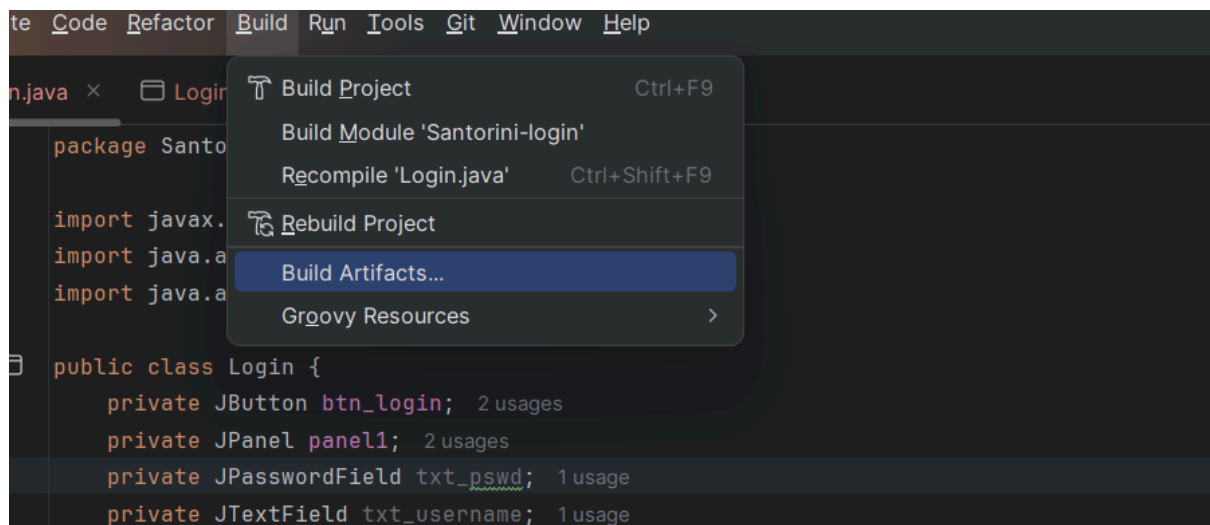 te Code Refactor Build Run Tools Git Window Help
n.java × Login
Build Project Ctrl+F9
Build Module 'Santorini-login'
package Santo
Recompile 'Login.java' Ctrl+Shift+F9
import javax.
Rebuild Project
import java.a
Build Artifacts...
import java.a
Groovy Resources
public class Login {
private JButton btn_login; 2 usages
private JPanel panel1; 2 usages
private JPasswordField txt_pswd; 1 usage
private JTextField txt_username; 1 usage